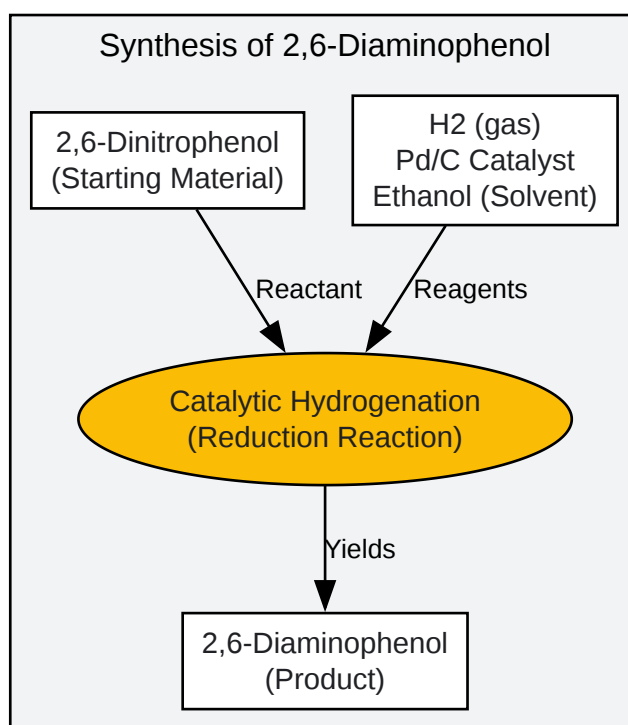 Synthesis of 2,6-Diaminophenol
2,6-Dinitrophenol
(Starting Material)
H2 (gas)
Pd/C Catalyst
Ethanol (Solvent)
Reactant
Reagents
Catalytic Hydrogenation
(Reduction Reaction)
Yields
2,6-Diaminophenol
(Product)